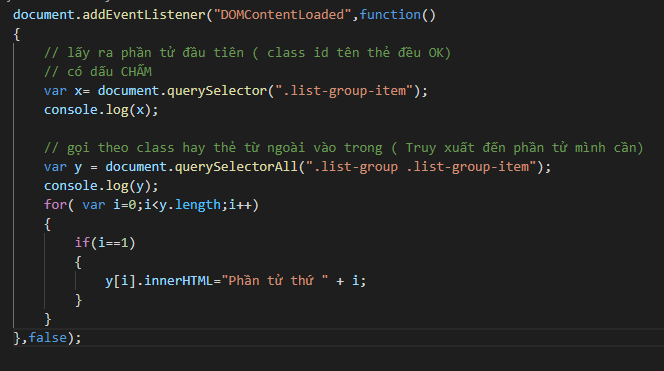 document.addEventListener("DOMContentLoaded",function()
{
// lấy ra phần tử đầu tiên ( class id tên thẻ đều OK)
// có dấu CHẤM
var x= document.querySelector(".list-group-item");
console.log(x);
// gọi theo class hay thẻ từ ngoài vào trong ( Truy xuất đến phần tử mình cần)
var y = document.querySelectorAll(".list-group .list-group-item");
console.log(y);
for( var i=0;i<y.length;i++)
{
if(i==1)
{
y[i].innerHTML="Phần tử thứ " + i;
}
}
},false);